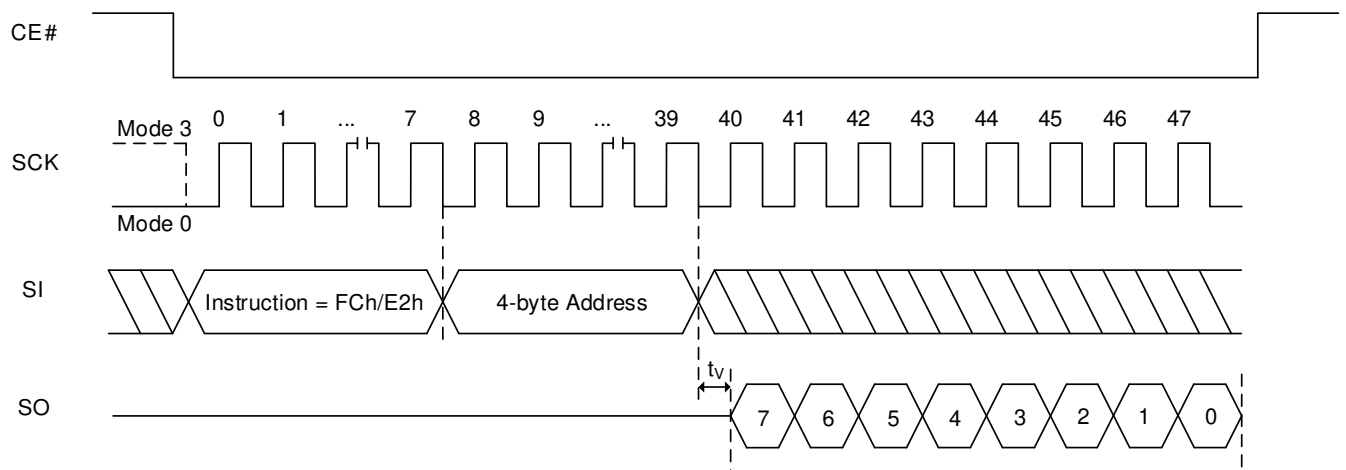 CE#
Mode 3 0 1 ... 7 8 9 ... 39 40 41 42 43 44 45 46 47
SCK
Mode 0
SI
Instruction = FCh/E2h 4-byte Address
tV
SO
7 6 5 4 3 2 1 0